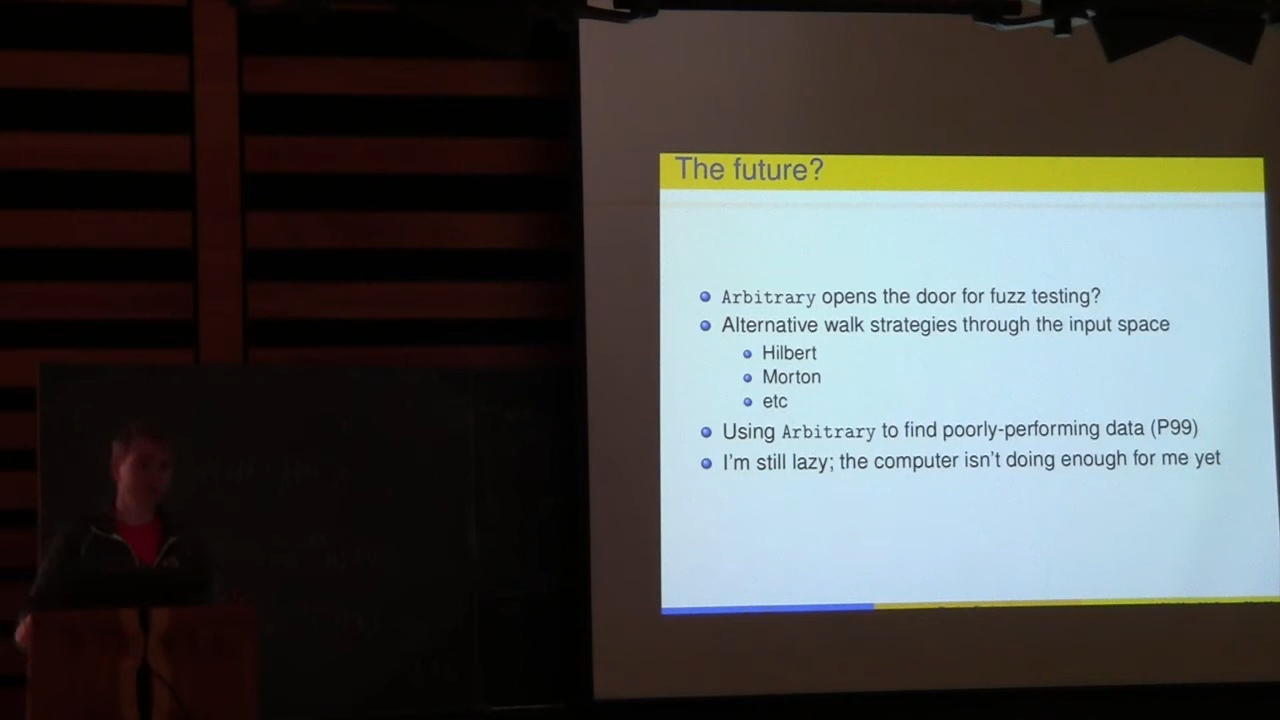 The future?
Arbitrary opens the door for fuzz testing?
Alternative walk strategies through the input space
Hilbert
Morton
etc
Using Arbitrary to find poorly-performing data (P99)
I'm still lazy; the computer isn't doing enough for me yet